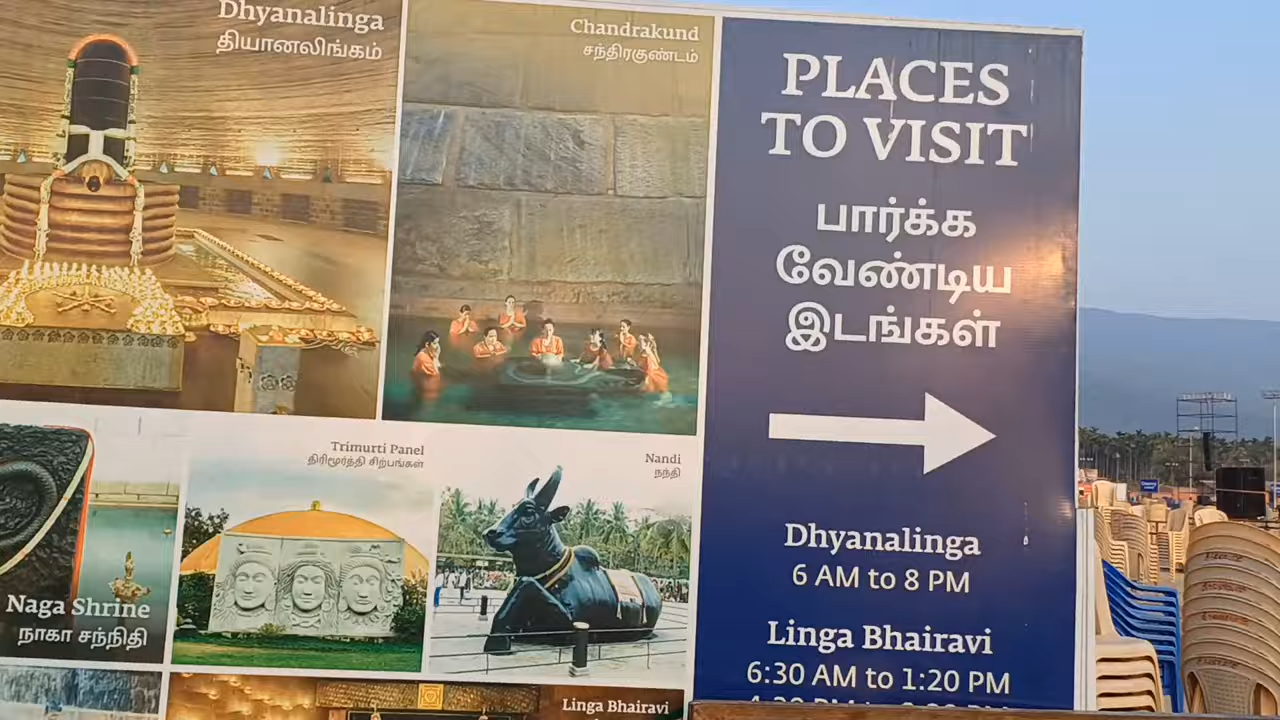 Dhyanalinga
தியானலிங்கம்
Chandrakund
சந்திரகுண்டம்
PLACES
TO VISIT
பார்க்க
வேண்டிய
இடங்கள்
Trimurti Panel
திரிமூர்த்தி சிற்பங்கள்
Nandi
நந்தி
Naga Shrine
நாகா சந்நிதி
Linga Bhairavi
Dhyanalinga
6 AM to 8 PM
Linga Bhairavi
6:30 AM to 1:20 PM